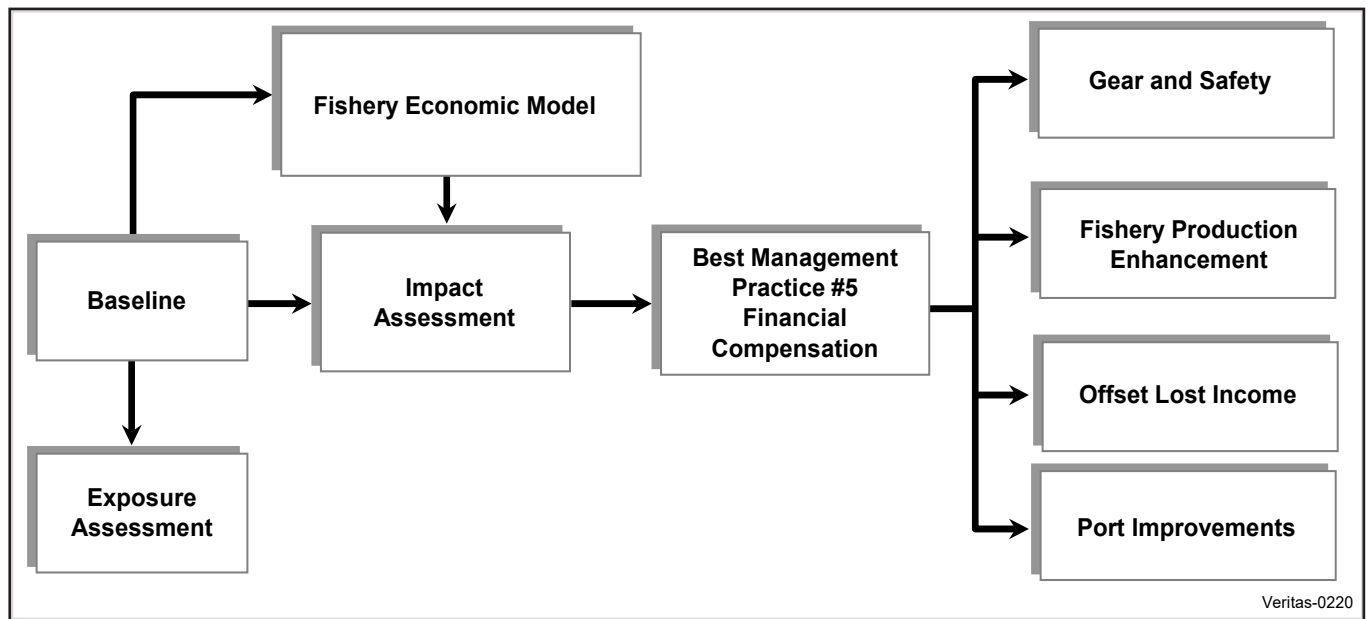 Fishery Economic Model
Baseline
Exposure
Assessment
Impact
Assessment
Best Management
Practice #5
Financial
Compensation
Gear and Safety
Fishery Production
Enhancement
Offset Lost Income
Port Improvements
Veritas-0220